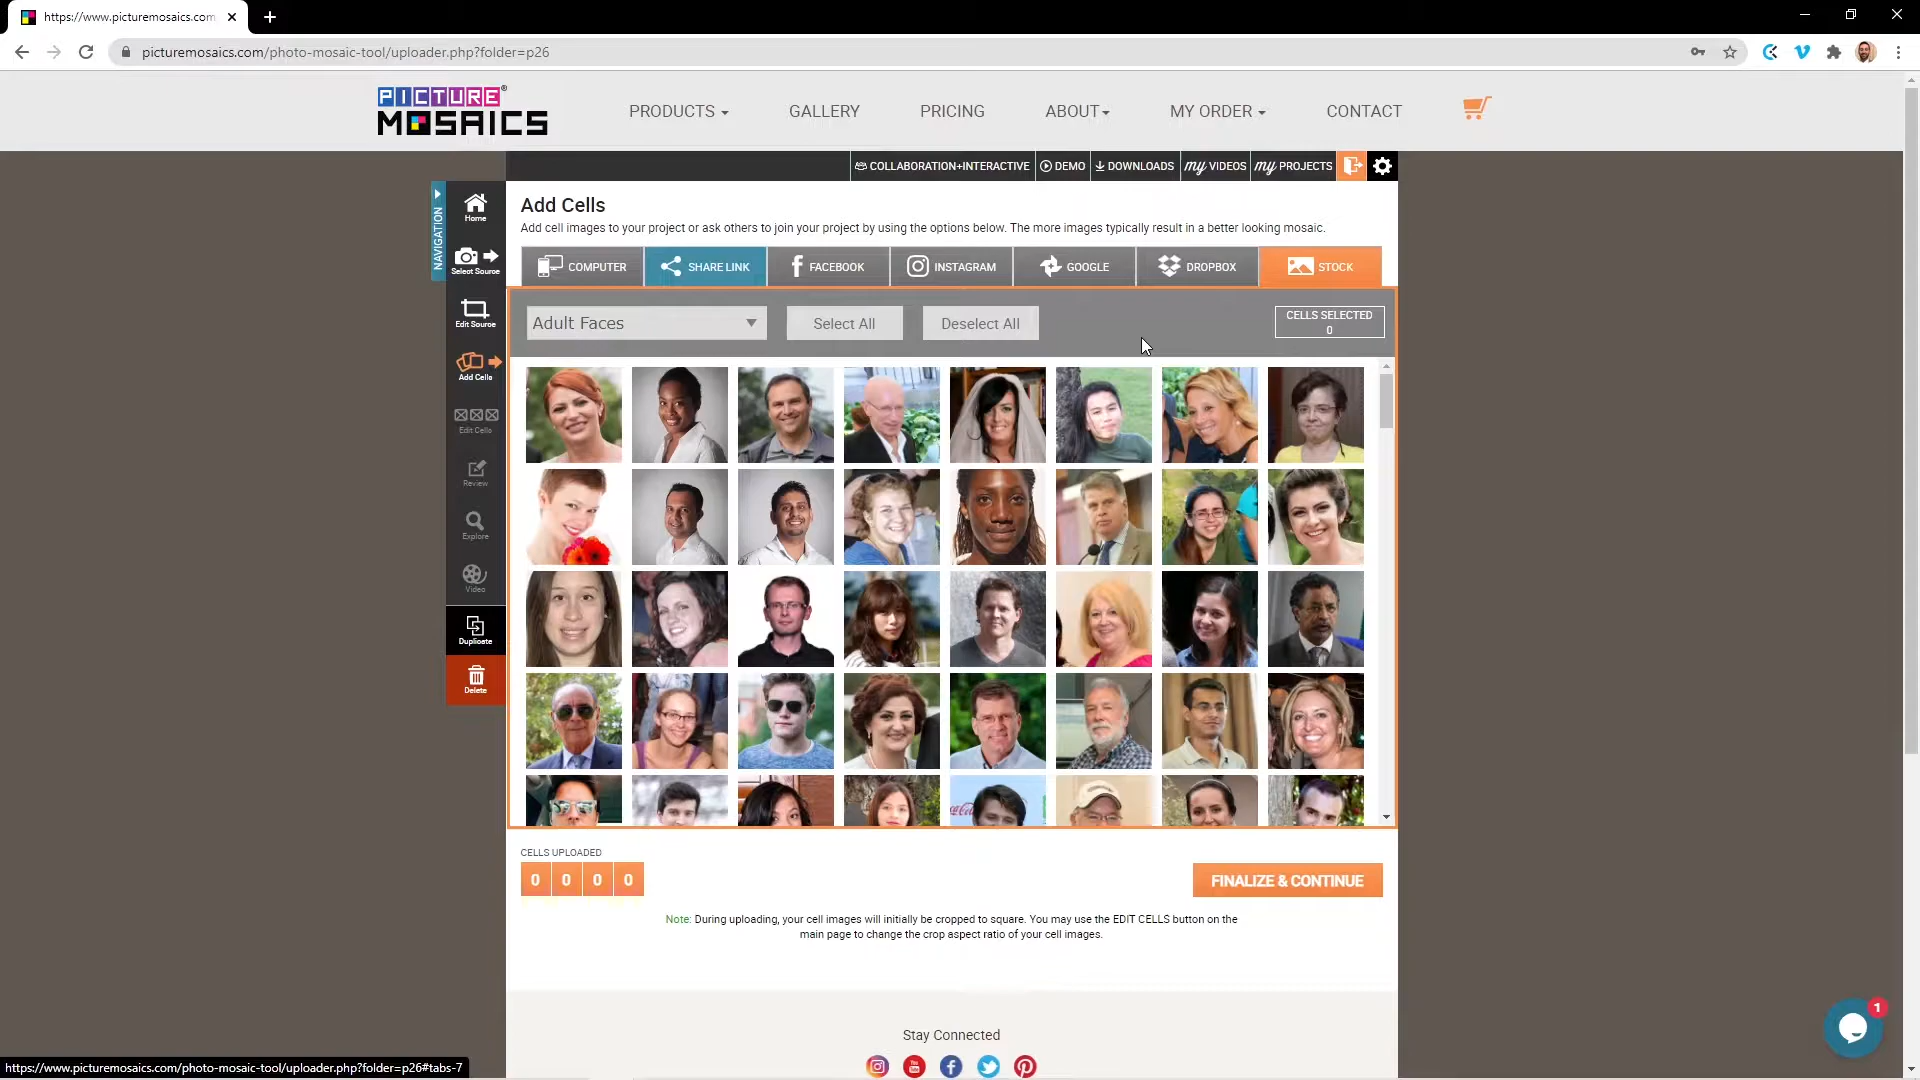 https://www.picturemosaics.com
picturemosaics.com/photo-mosaic-tool/uploader.php?folder=p26
PICTURE®
MOSAICS
PRODUCTS
GALLERY
PRICING
ABOUT
MY ORDER
CONTACT
COLLABORATION+INTERACTIVE
DEMO
DOWNLOADS
my VIDEOS
my PROJECTS
NAVIGATION
Home
Select Source
Edit Source
Add Cells
Edit Cells
Review
Explore
Video
Duplicate
Delete
Add Cells
Add cell images to your project or ask others to join your project by using the options below. The more images typically result in a better looking mosaic.
COMPUTER
SHARE LINK
FACEBOOK
INSTAGRAM
GOOGLE
DROPBOX
STOCK
Adult Faces
Select All
Deselect All
CELLS SELECTED
0
CELLS UPLOADED
0 0 0 0
FINALIZE & CONTINUE
Note: During uploading, your cell images will initially be cropped to square. You may use the EDIT CELLS button on the
main page to change the crop aspect ratio of your cell images.
Stay Connected
1
https://www.picturemosaics.com/photo-mosaic-tool/uploader.php?folder=p26#tabs-7